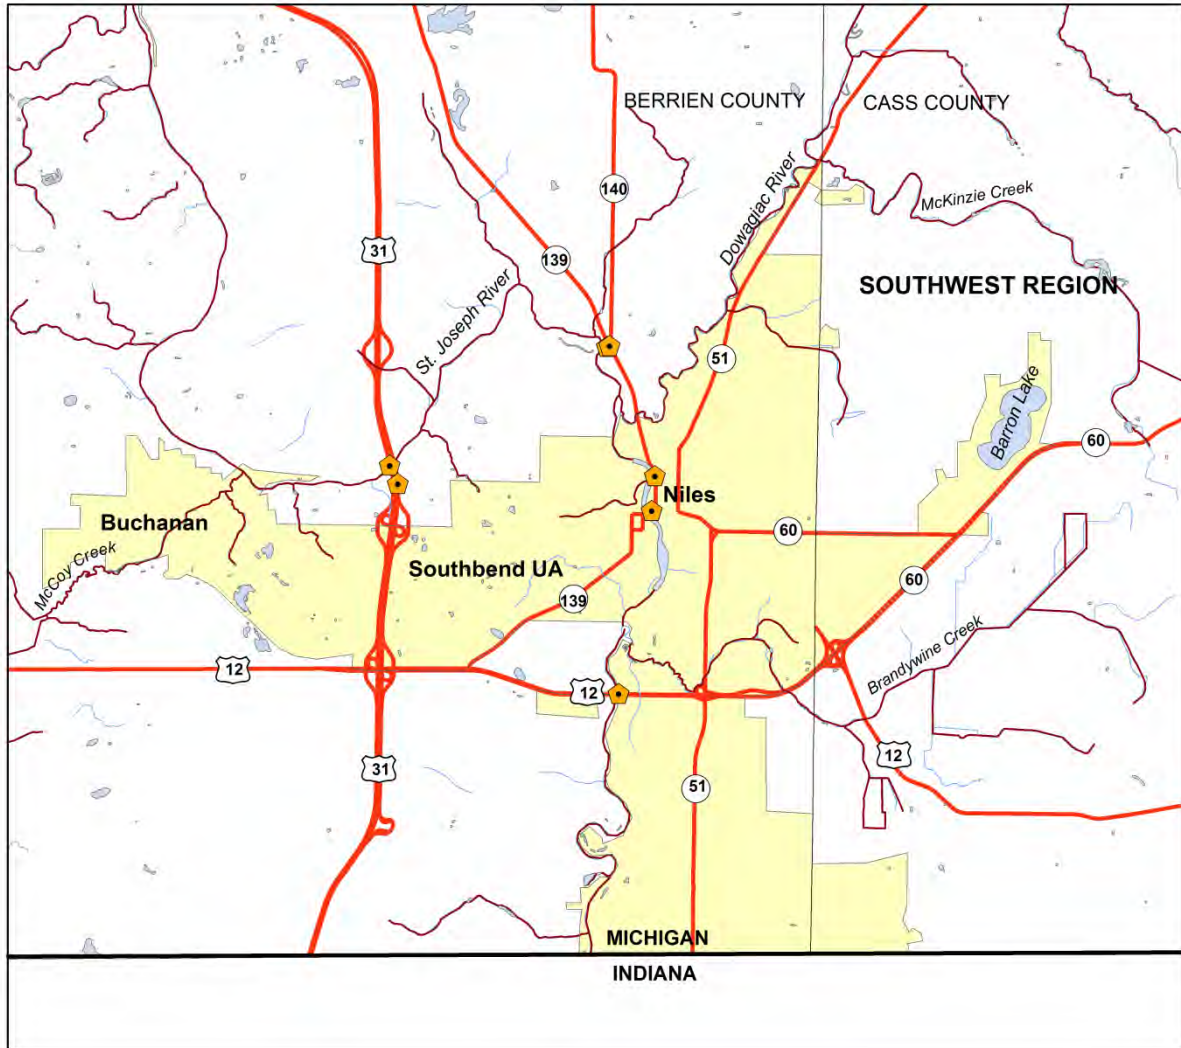 BERRIEN COUNTY
CASS COUNTY
140
Dowagiac River
McKinzie Creek
31
139
St. Joseph River
SOUTHWEST REGION
51
Barron Lake
60
Niles
Buchanan
60
McCoy Creek
Southbend UA
60
139
Brandywine Creek
12
12
12
31
51
MICHIGAN
INDIANA